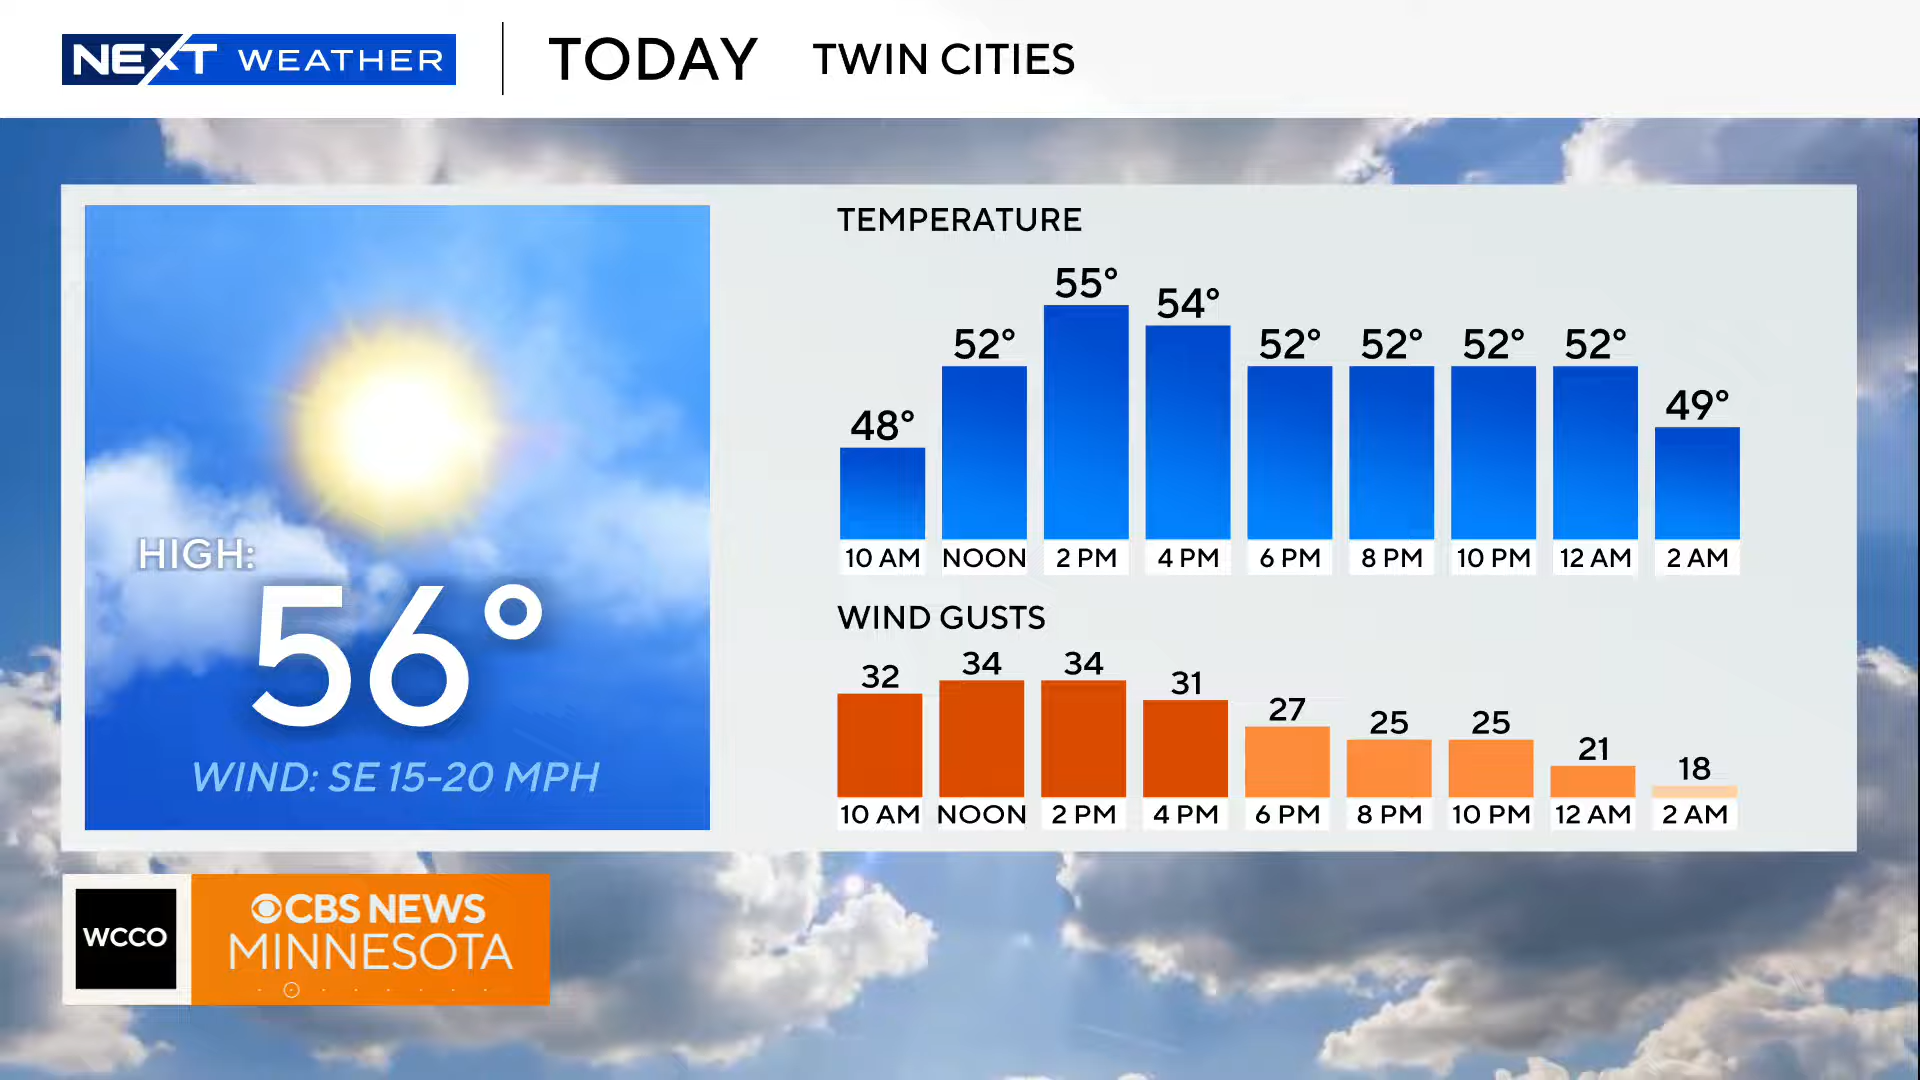 NEXT WEATHER
TODAY TWIN CITIES
HIGH:
56°
WIND: SE 15-20 MPH
TEMPERATURE
48° 52° 55° 54° 52° 52° 52° 52° 49°
10 AM NOON 2 PM 4 PM 6 PM 8 PM 10 PM 12 AM 2 AM
WIND GUSTS
32 34 34 31 27 25 25 21 18
10 AM NOON 2 PM 4 PM 6 PM 8 PM 10 PM 12 AM 2 AM
WCCO
CBS NEWS
MINNESOTA